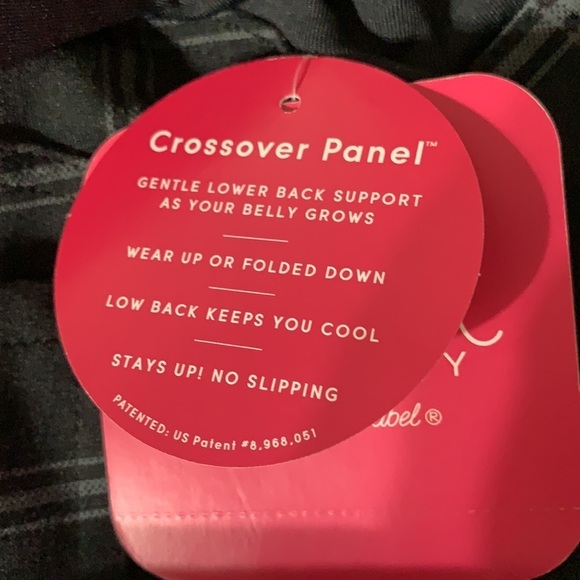 Crossover Panel™
GENTLE LOWER BACK SUPPORT
AS YOUR BELLY GROWS
WEAR UP OR FOLDED DOWN
LOW BACK KEEPS YOU COOL
STAYS UP! NO SLIPPING
PATENTED: US Patent #8,968,051